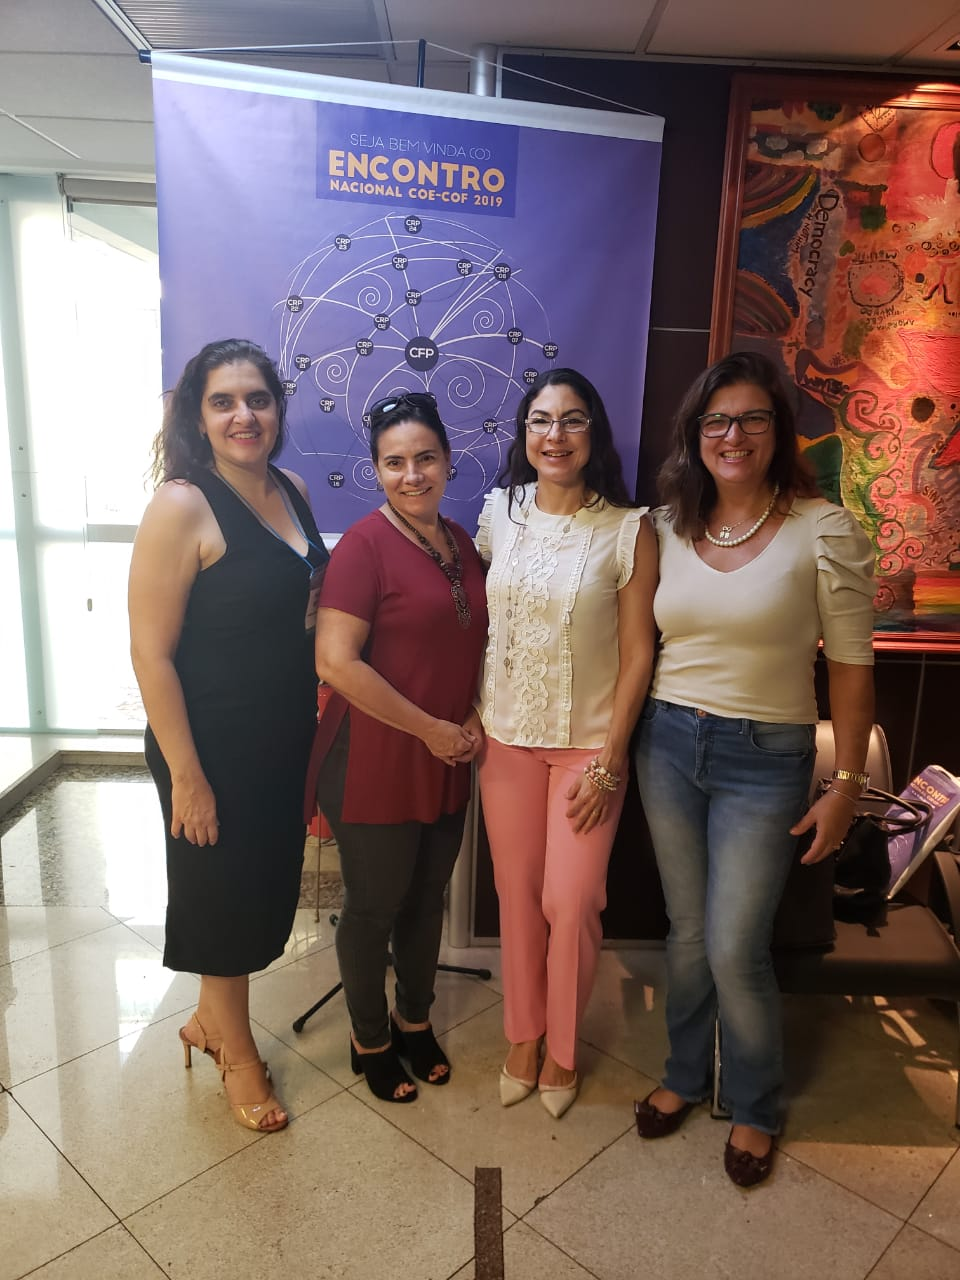 SEJA BEM VINDA (O)
ENCONTRO
NACIONAL COE-COF 2019
CRP
24
CRP
23
CRP
04
CRP
05
CRP
06
CRP
22
CRP
03
CRP
02
CRP
07
CRP
01
CFP
CRP
08
CRP
21
CRP
20
CRP
09
CRP
19
CRP
12
CRP
16
Democracy